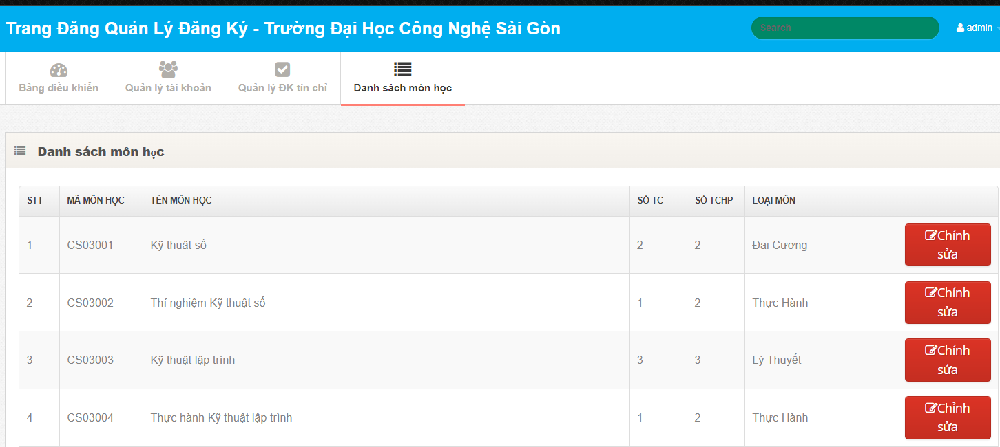 Trang Đăng Quản Lý Đăng Ký - Trường Đại Học Công Nghệ Sài Gòn
Search
admin
Bảng điều khiển
Quản lý tài khoản
Quản lý ĐK tín chỉ
Danh sách môn học
Danh sách môn học
STT MÃ MÔN HỌC TÊN MÔN HỌC SỐ TC SỐ TCHP LOẠI MÔN
1 CS03001 Kỹ thuật số 2 2 Đại Cương Chỉnh
sửa
2 CS03002 Thí nghiệm Kỹ thuật số 1 2 Thực Hành Chỉnh
sửa
3 CS03003 Kỹ thuật lập trình 3 3 Lý Thuyết Chỉnh
sửa
4 CS03004 Thực hành Kỹ thuật lập trình 1 2 Thực Hành Chỉnh
sửa